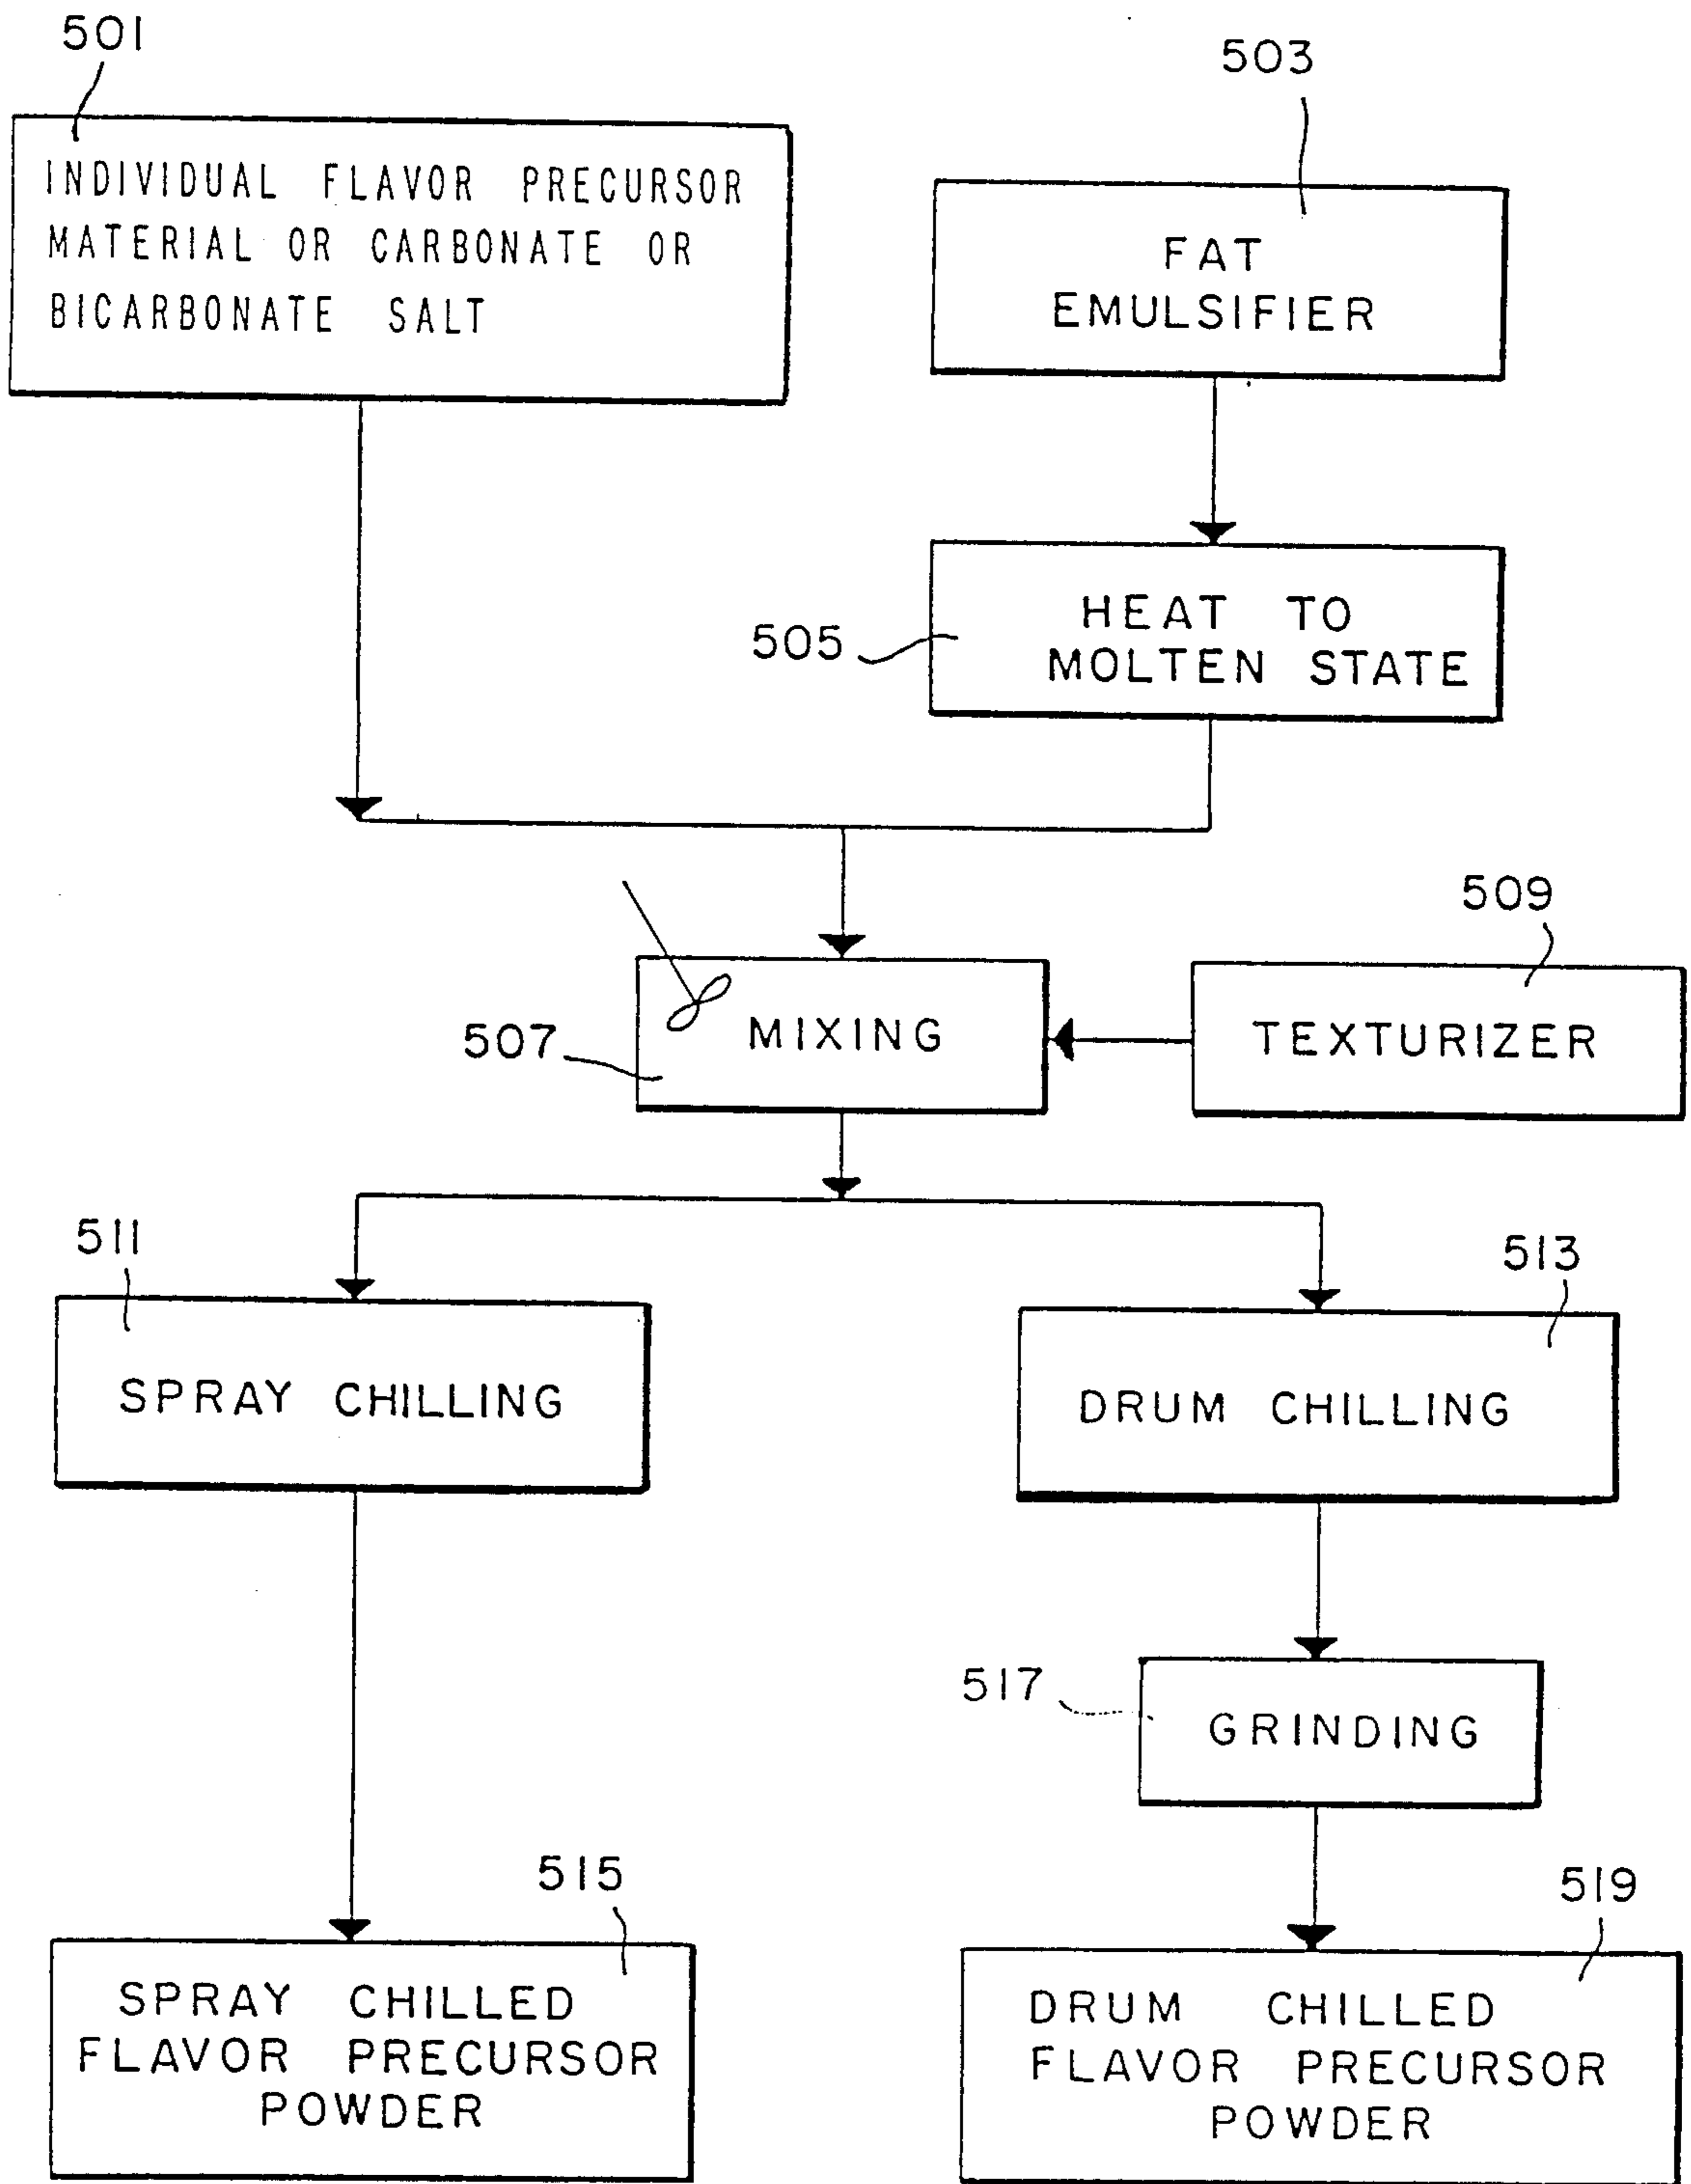 501
503
INDIVIDUAL FLAVOR PRECURSOR
MATERIAL OR CARBONATE OR
BICARBONATE SALT
FAT
EMULSIFIER
505
HEAT TO
MOLTEN STATE
507
MIXING
509
TEXTURIZER
511
513
SPRAY CHILLING
DRUM CHILLING
517
GRINDING
515
519
SPRAY CHILLED
FLAVOR PRECURSOR
POWDER
DRUM CHILLED
FLAVOR PRECURSOR
POWDER